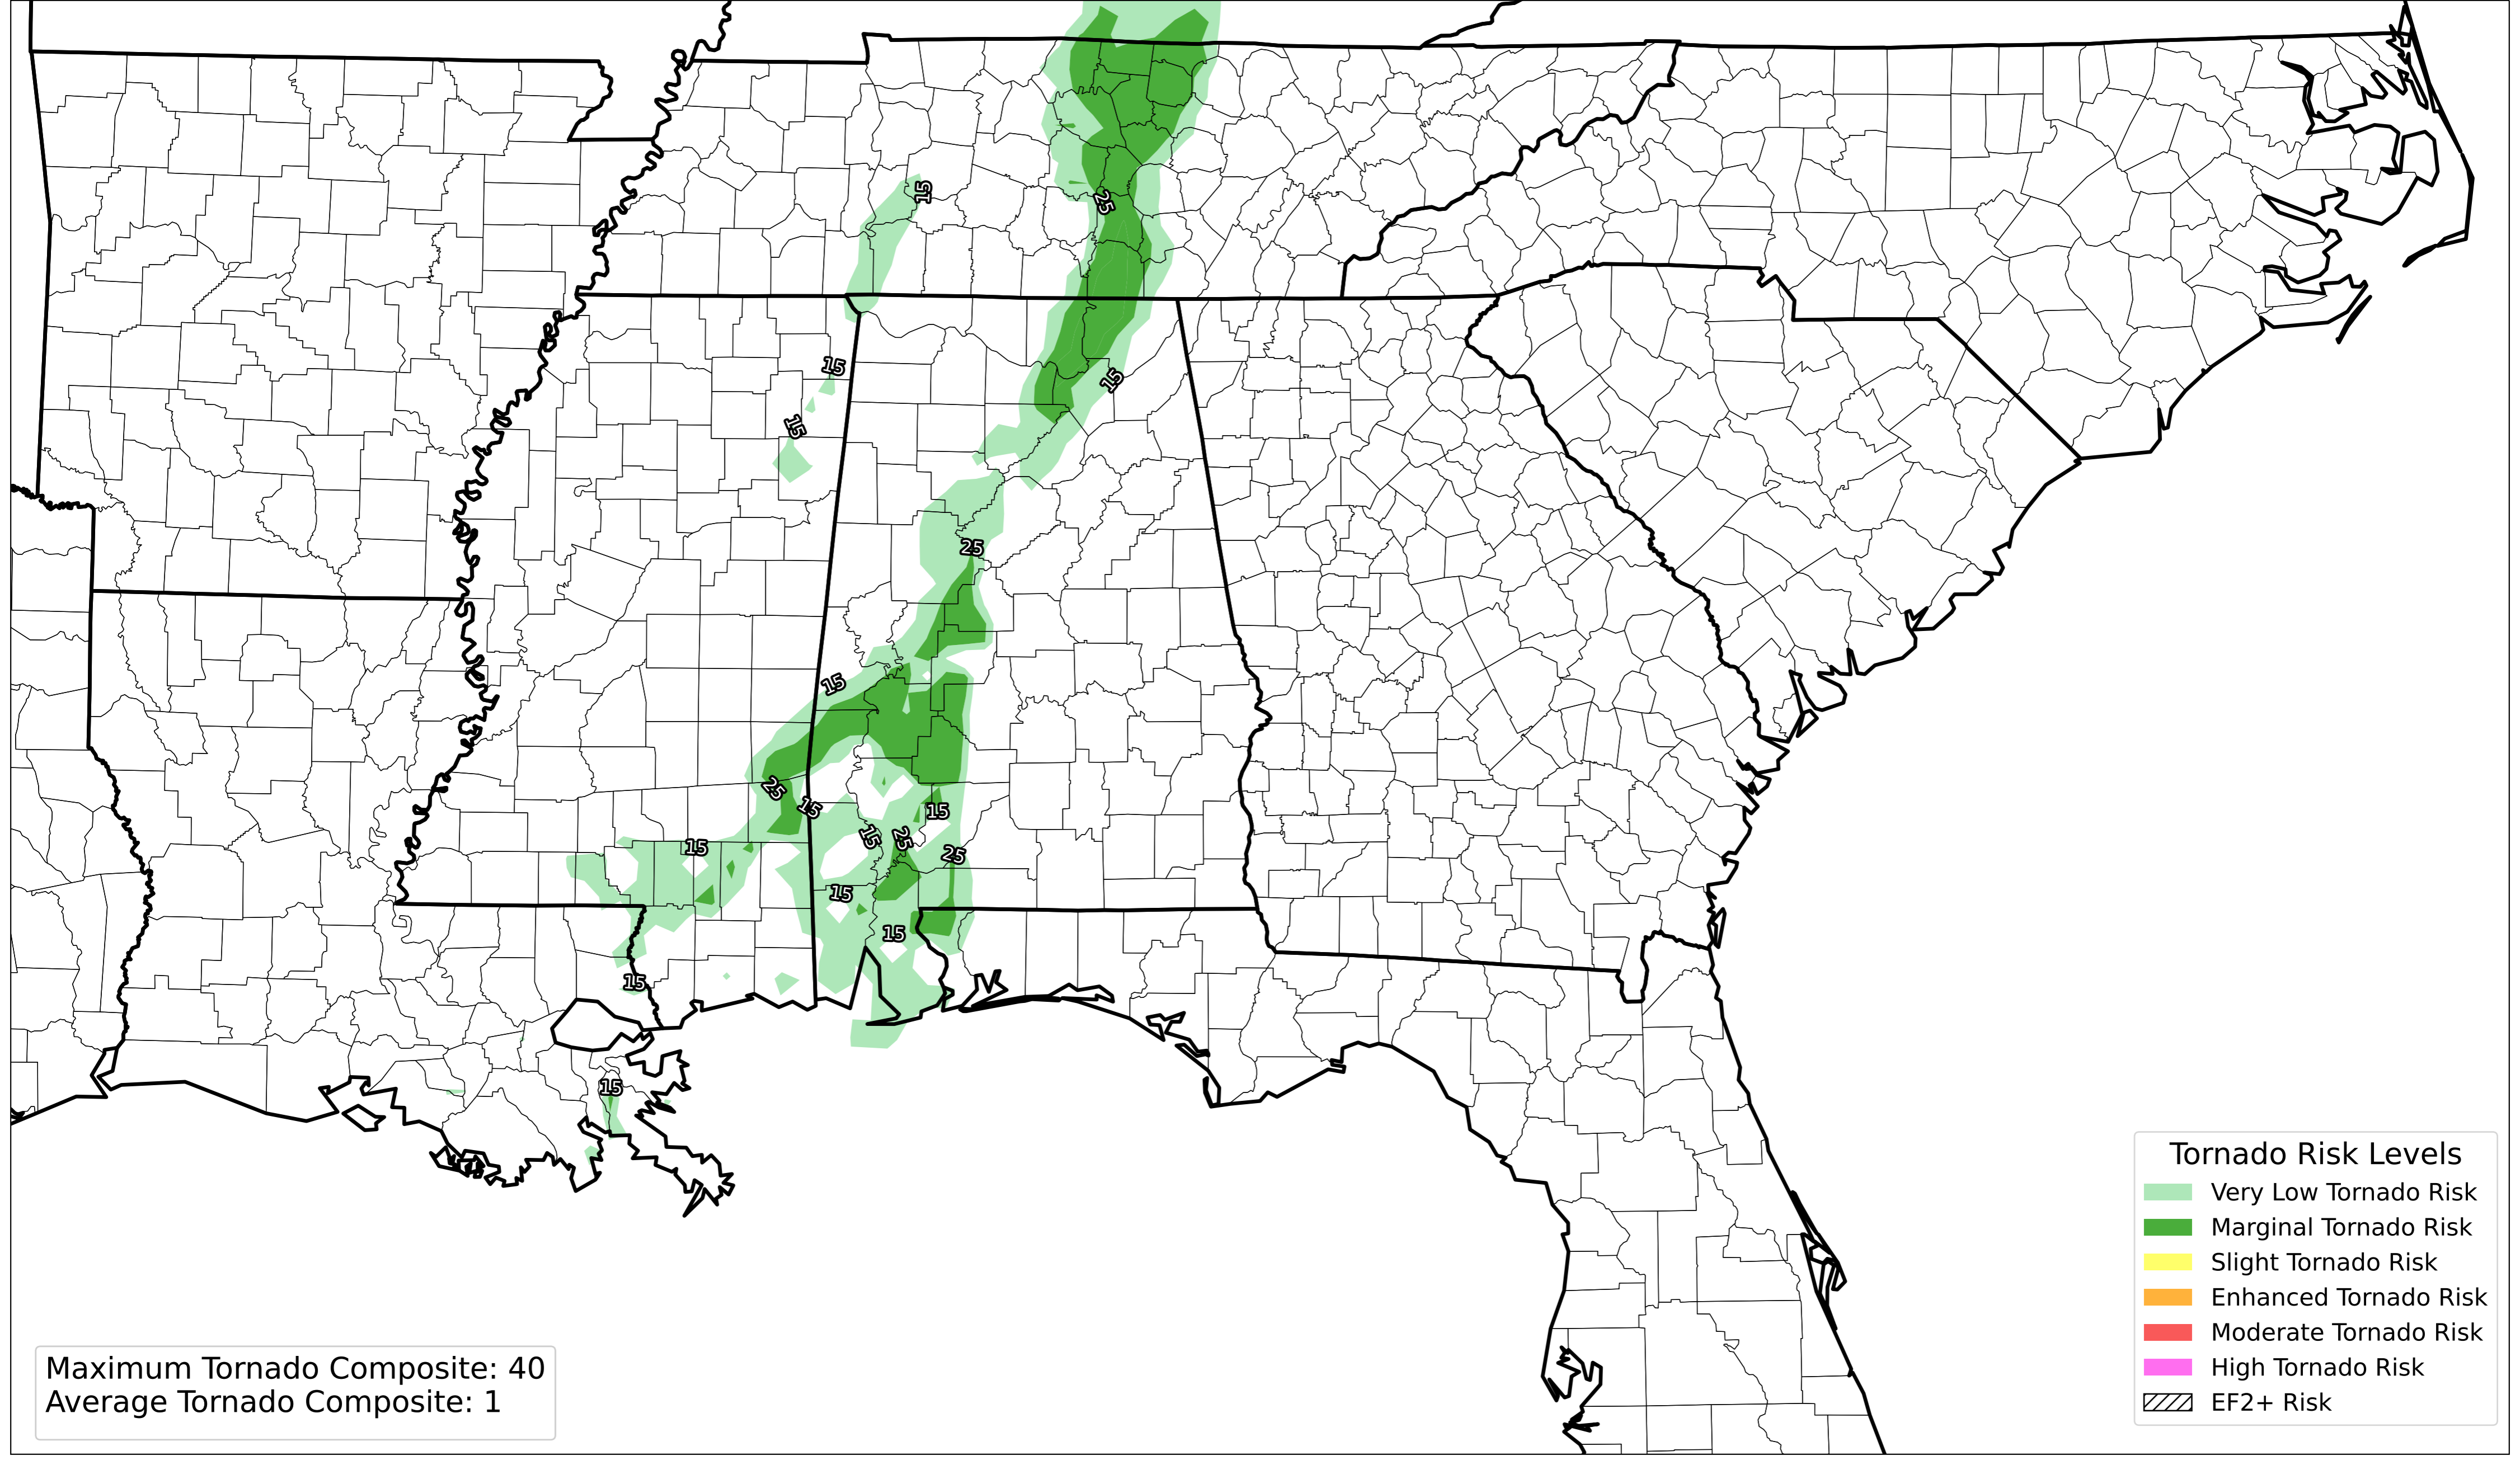 15
25
15
15
15
25
15
25
15
15
15
25
15
25
15
15
15
15
Tornado Risk Levels
Very Low Tornado Risk
Marginal Tornado Risk
Slight Tornado Risk
Enhanced Tornado Risk
Moderate Tornado Risk
High Tornado Risk
EF2+ Risk
Maximum Tornado Composite: 40
Average Tornado Composite: 1